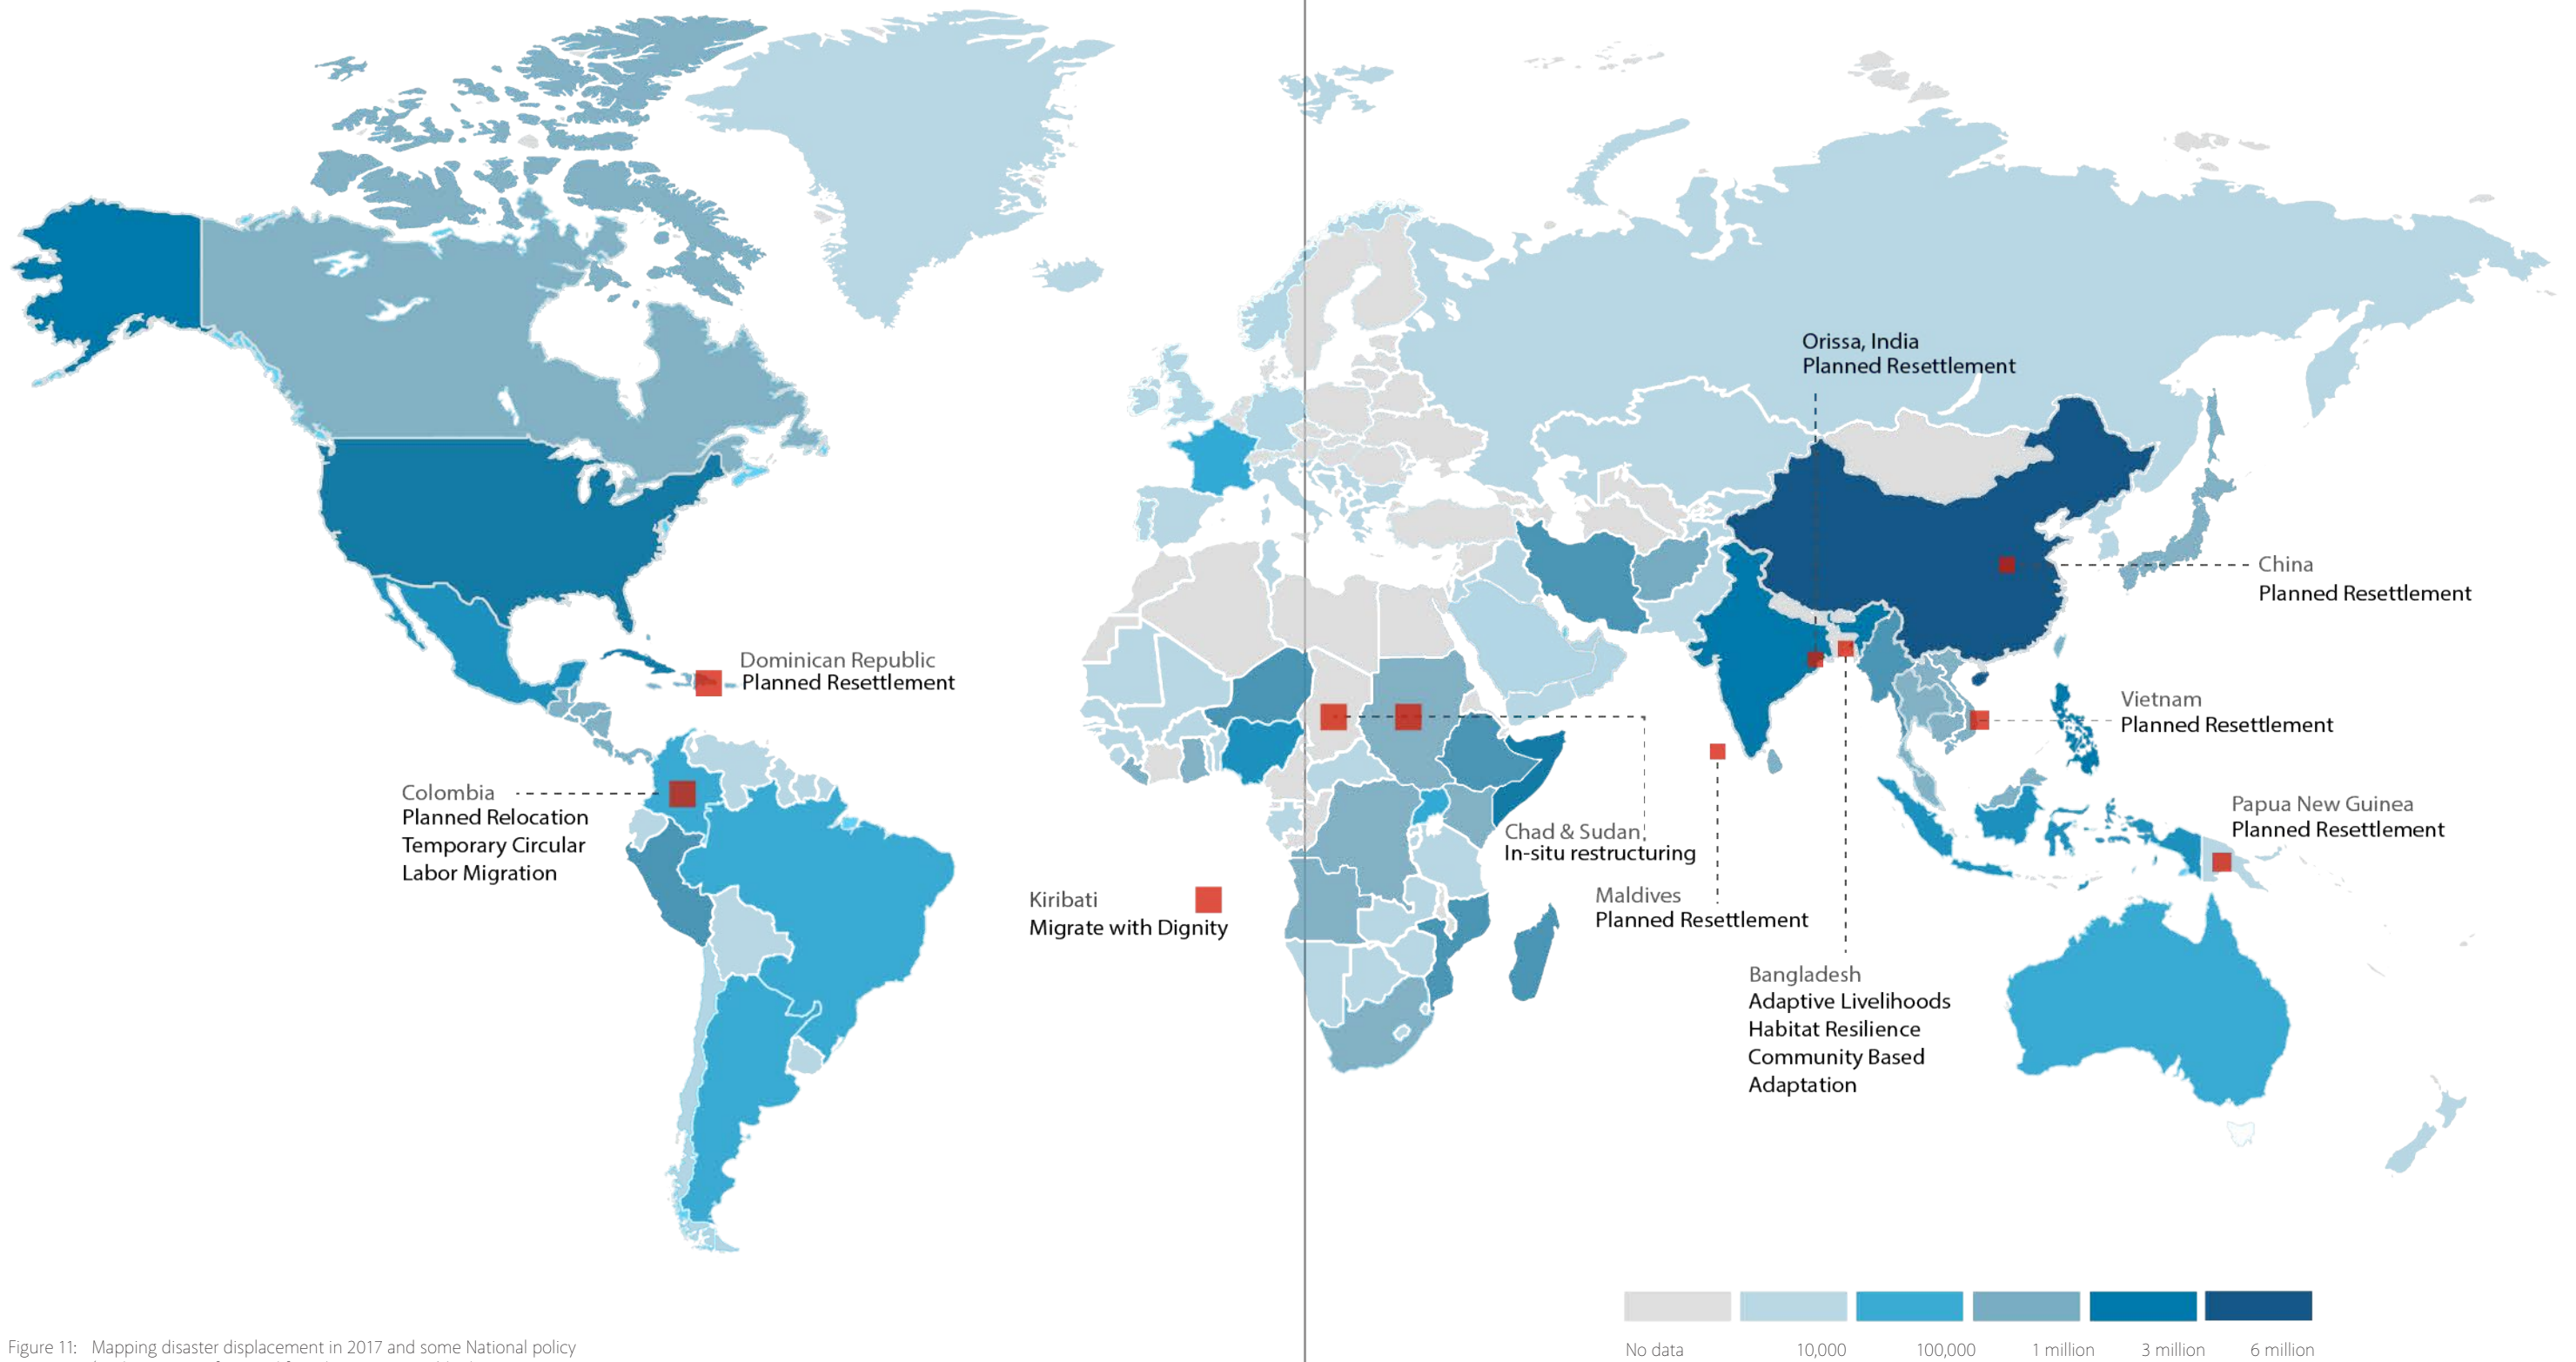 Orissa, India
Planned Resettlement
China
Planned Resettlement
Dominican Republic
Planned Resettlement
Vietnam
Planned Resettlement
Colombia
Planned Relocation
Temporary Circular
Labor Migration
Chad & Sudan
In-situ restructuring
Papua New Guinea
Planned Resettlement
Kiribati
Migrate with Dignity
Maldives
Planned Resettlement
Bangladesh
Adaptive Livelihoods
Habitat Resilience
Community Based
Adaptation
No data
10,000
100,000
1 million
3 million
6 million
Figure 11: Mapping disaster displacement in 2017 and some National policy